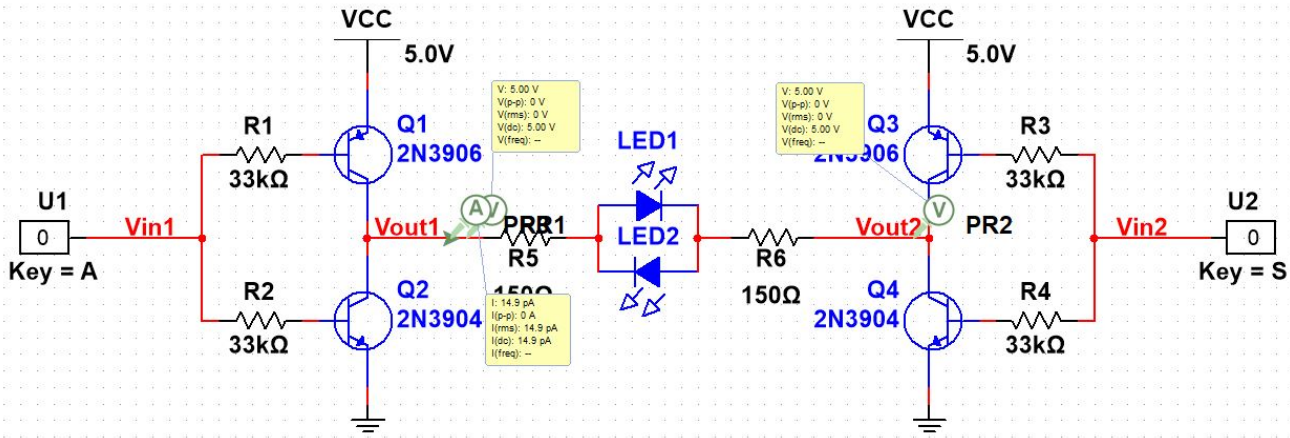 VCC
5.0V
VCC
5.0V
V: 5.00 V
V(p-p): 0 V
V(rms): 0 V
V(dc): 5.00 V
V(freq): --
V: 5.00 V
V(p-p): 0 V
V(rms): 0 V
V(dc): 5.00 V
V(freq): --
R1
33kΩ
Q1
2N3906
LED1
Q3
R3
33kΩ
U1
0
Key = A
Vin1
Vout1
A
V
R5
150Ω
LED2
R6
150Ω
Vout2
V
PR2
Vin2
U2
0
Key = S
R2
33kΩ
Q2
2N3904
I: 14.9 pA
I(p-p): 0 A
I(rms): 14.9 pA
I(dc): 14.9 pA
I(freq): --
Q4
2N3904
R4
33kΩ